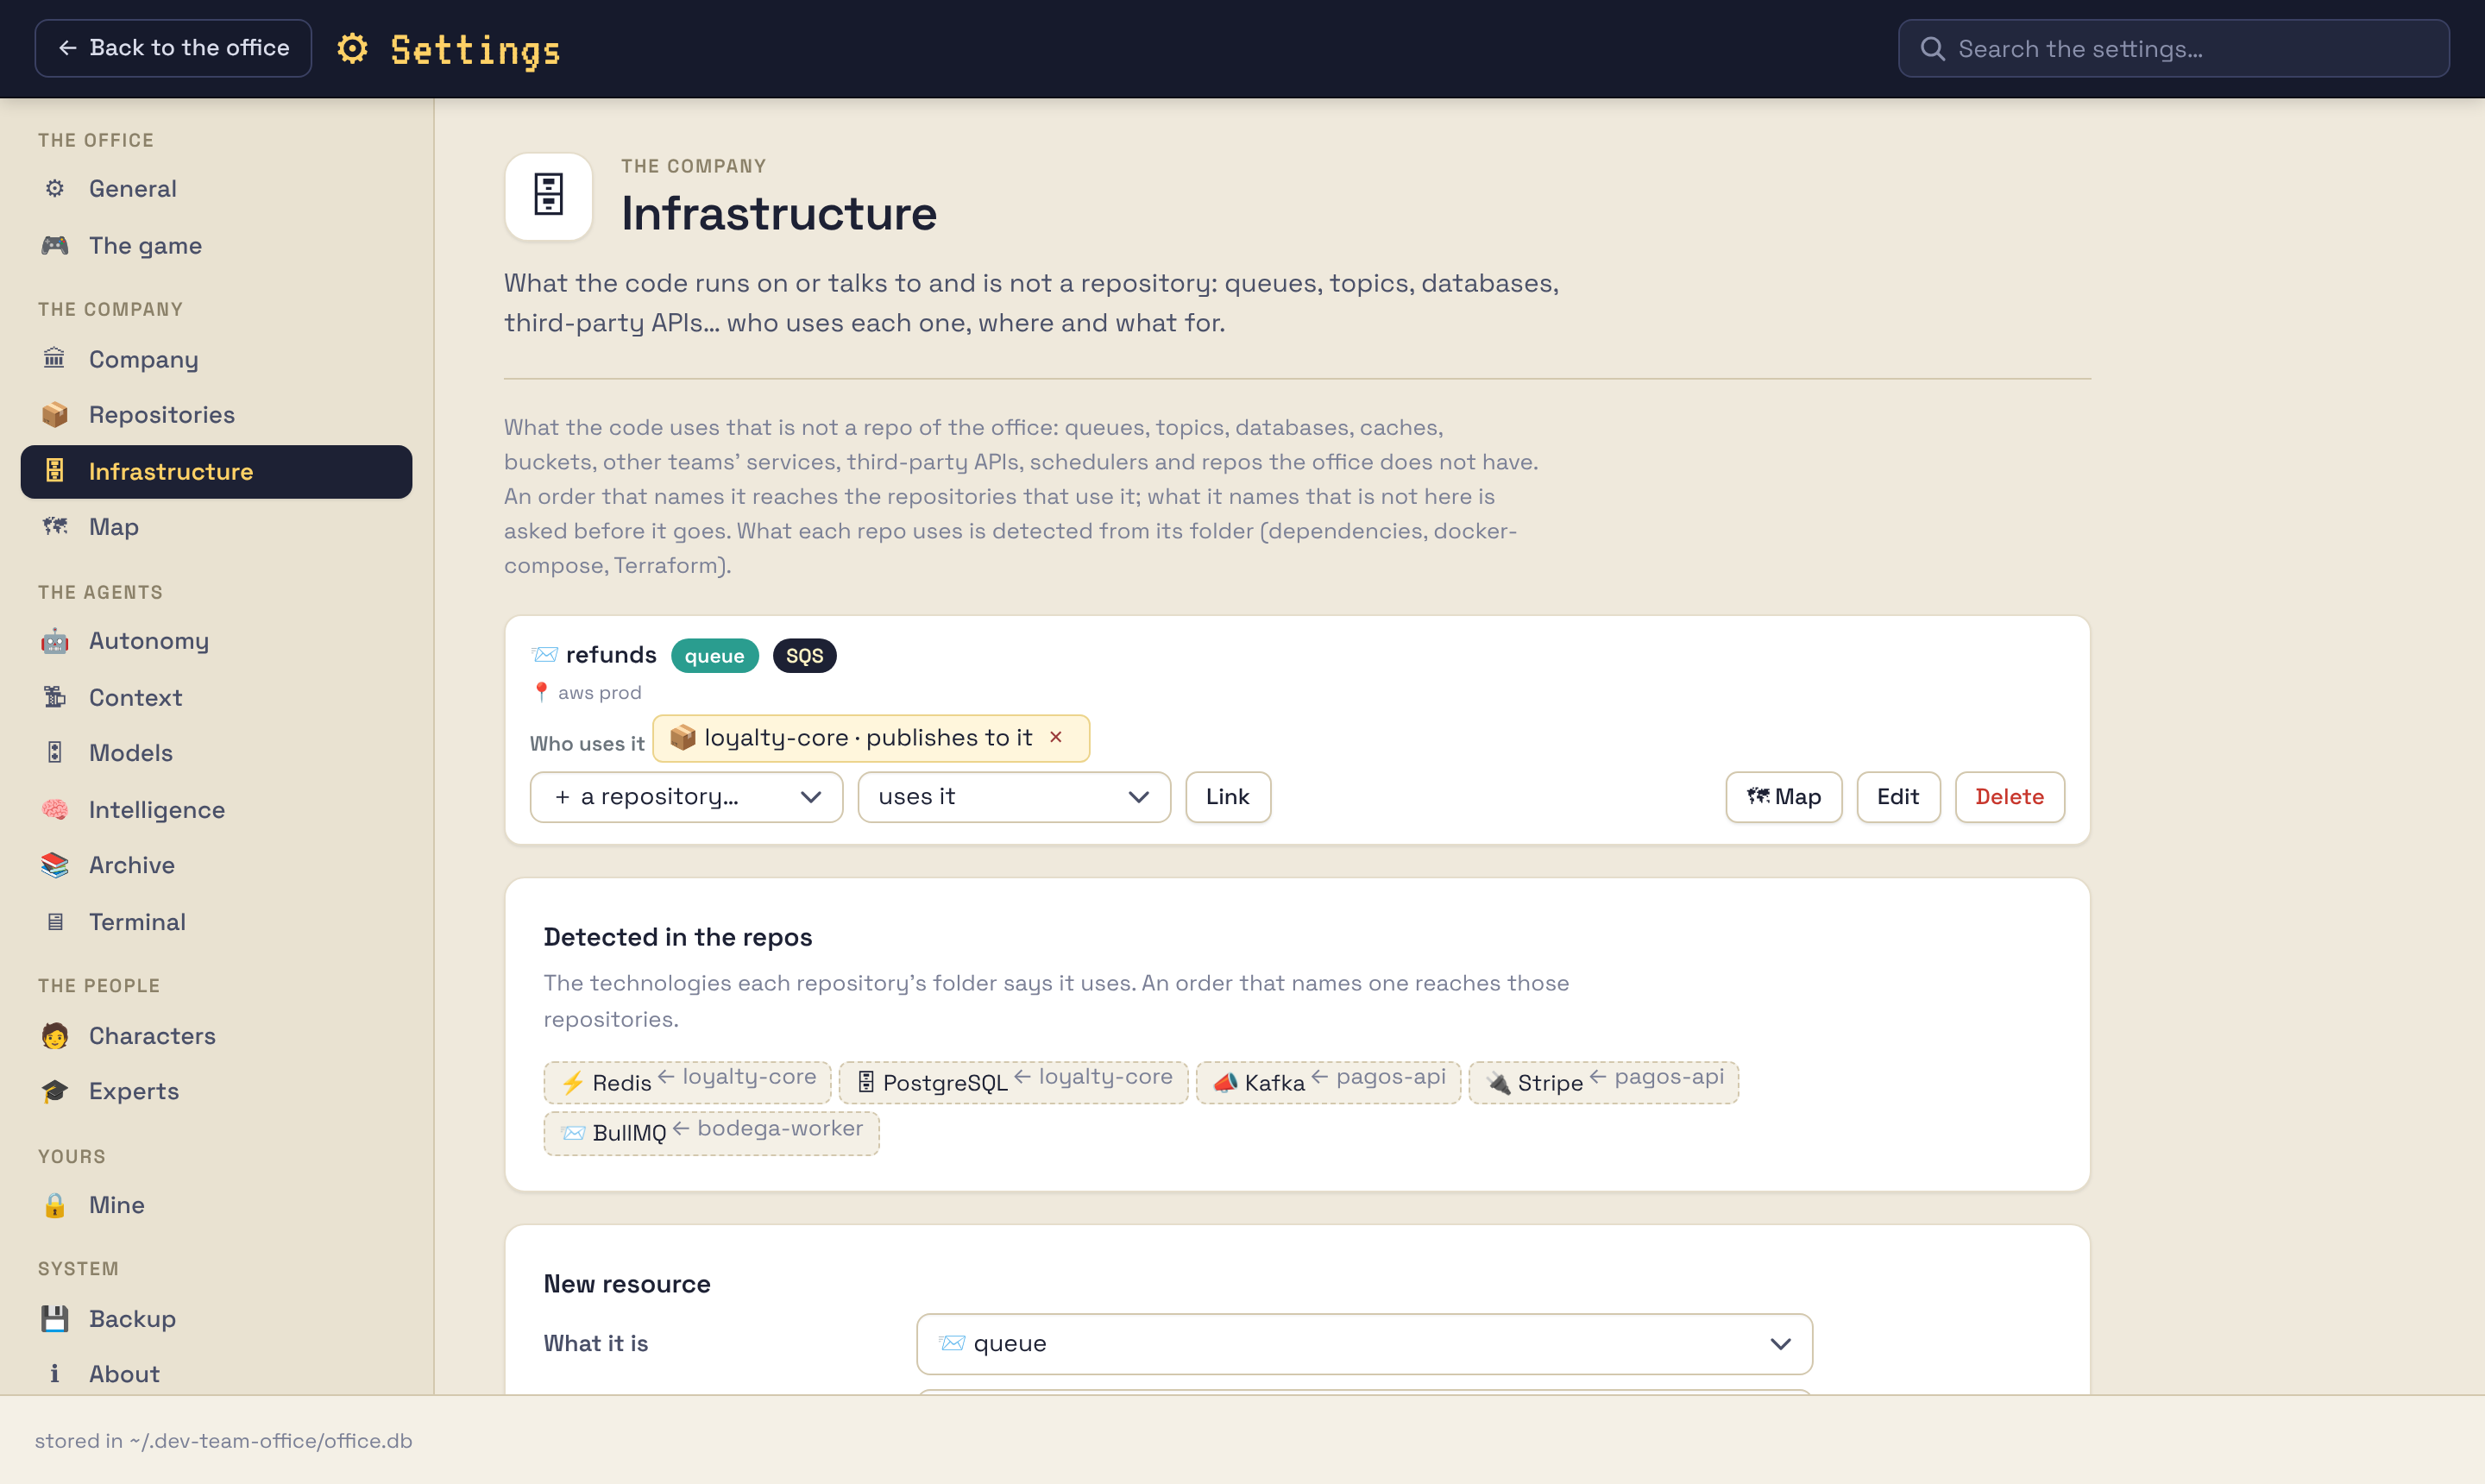 ← Back to the office
Settings
Search the settings...
THE OFFICE
General
The game
THE COMPANY
Company
Repositories
Infrastructure
Map
THE AGENTS
Autonomy
Context
Models
Intelligence
Archive
Terminal
THE PEOPLE
Characters
Experts
YOURS
Mine
SYSTEM
Backup
About
THE COMPANY
Infrastructure
What the code runs on or talks to and is not a repository: queues, topics, databases,
third-party APIs... who uses each one, where and what for.
What the code uses that is not a repo of the office: queues, topics, databases, caches,
buckets, other teams’ services, third-party APIs, schedulers and repos the office does not have.
An order that names it reaches the repositories that use it; what it names that is not here is
asked before it goes. What each repo uses is detected from its folder (dependencies, docker-
compose, Terraform).
refunds queue SQS
aws prod
Who uses it loyalty-core · publishes to it ×
+ a repository... uses it Link Map Edit Delete
Detected in the repos
The technologies each repository’s folder says it uses. An order that names one reaches those
repositories.
Redis ← loyalty-core PostgreSQL ← loyalty-core Kafka ← pagos-api Stripe ← pagos-api
BullMQ ← bodega-worker
New resource
What it is queue
stored in ~/.dev-team-office/office.db